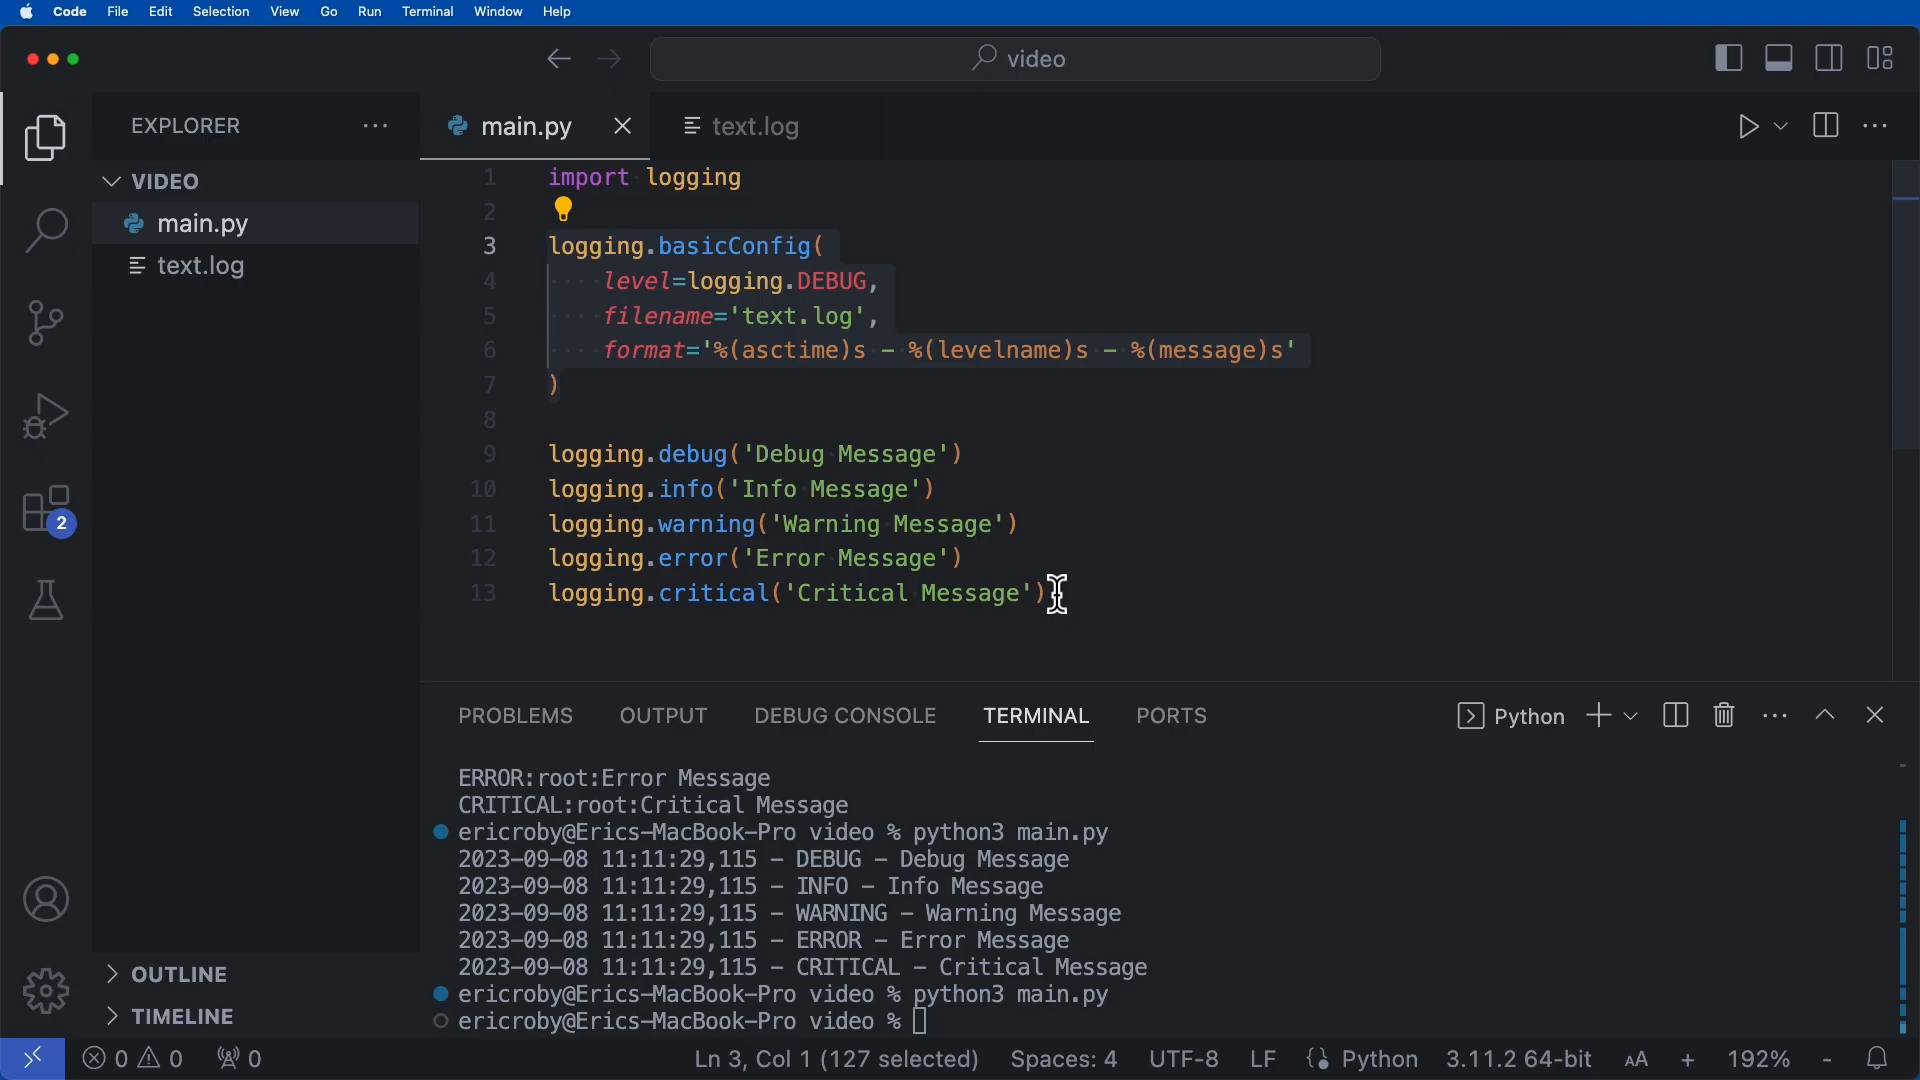 Code File Edit Selection View Go Run Terminal Window Help
video
EXPLORER
main.py
text.log
VIDEO
main.py
text.log
1 import logging
2
3 logging.basicConfig(
4 level=logging.DEBUG,
5 filename='text.log',
6 format='%(asctime)s - %(levelname)s - %(message)s'
7 )
8
9 logging.debug('Debug Message')
10 logging.info('Info Message')
11 logging.warning('Warning Message')
12 logging.error('Error Message')
13 logging.critical('Critical Message')
2
PROBLEMS OUTPUT DEBUG CONSOLE TERMINAL PORTS
Python
ERROR:root:Error Message
CRITICAL:root:Critical Message
ericroby@Erics-MacBook-Pro video % python3 main.py
2023-09-08 11:11:29,115 - DEBUG - Debug Message
2023-09-08 11:11:29,115 - INFO - Info Message
2023-09-08 11:11:29,115 - WARNING - Warning Message
2023-09-08 11:11:29,115 - ERROR - Error Message
2023-09-08 11:11:29,115 - CRITICAL - Critical Message
ericroby@Erics-MacBook-Pro video % python3 main.py
ericroby@Erics-MacBook-Pro video %
OUTLINE
TIMELINE
0 0 0 Ln 3, Col 1 (127 selected) Spaces: 4 UTF-8 LF Python 3.11.2 64-bit AA + 192% -